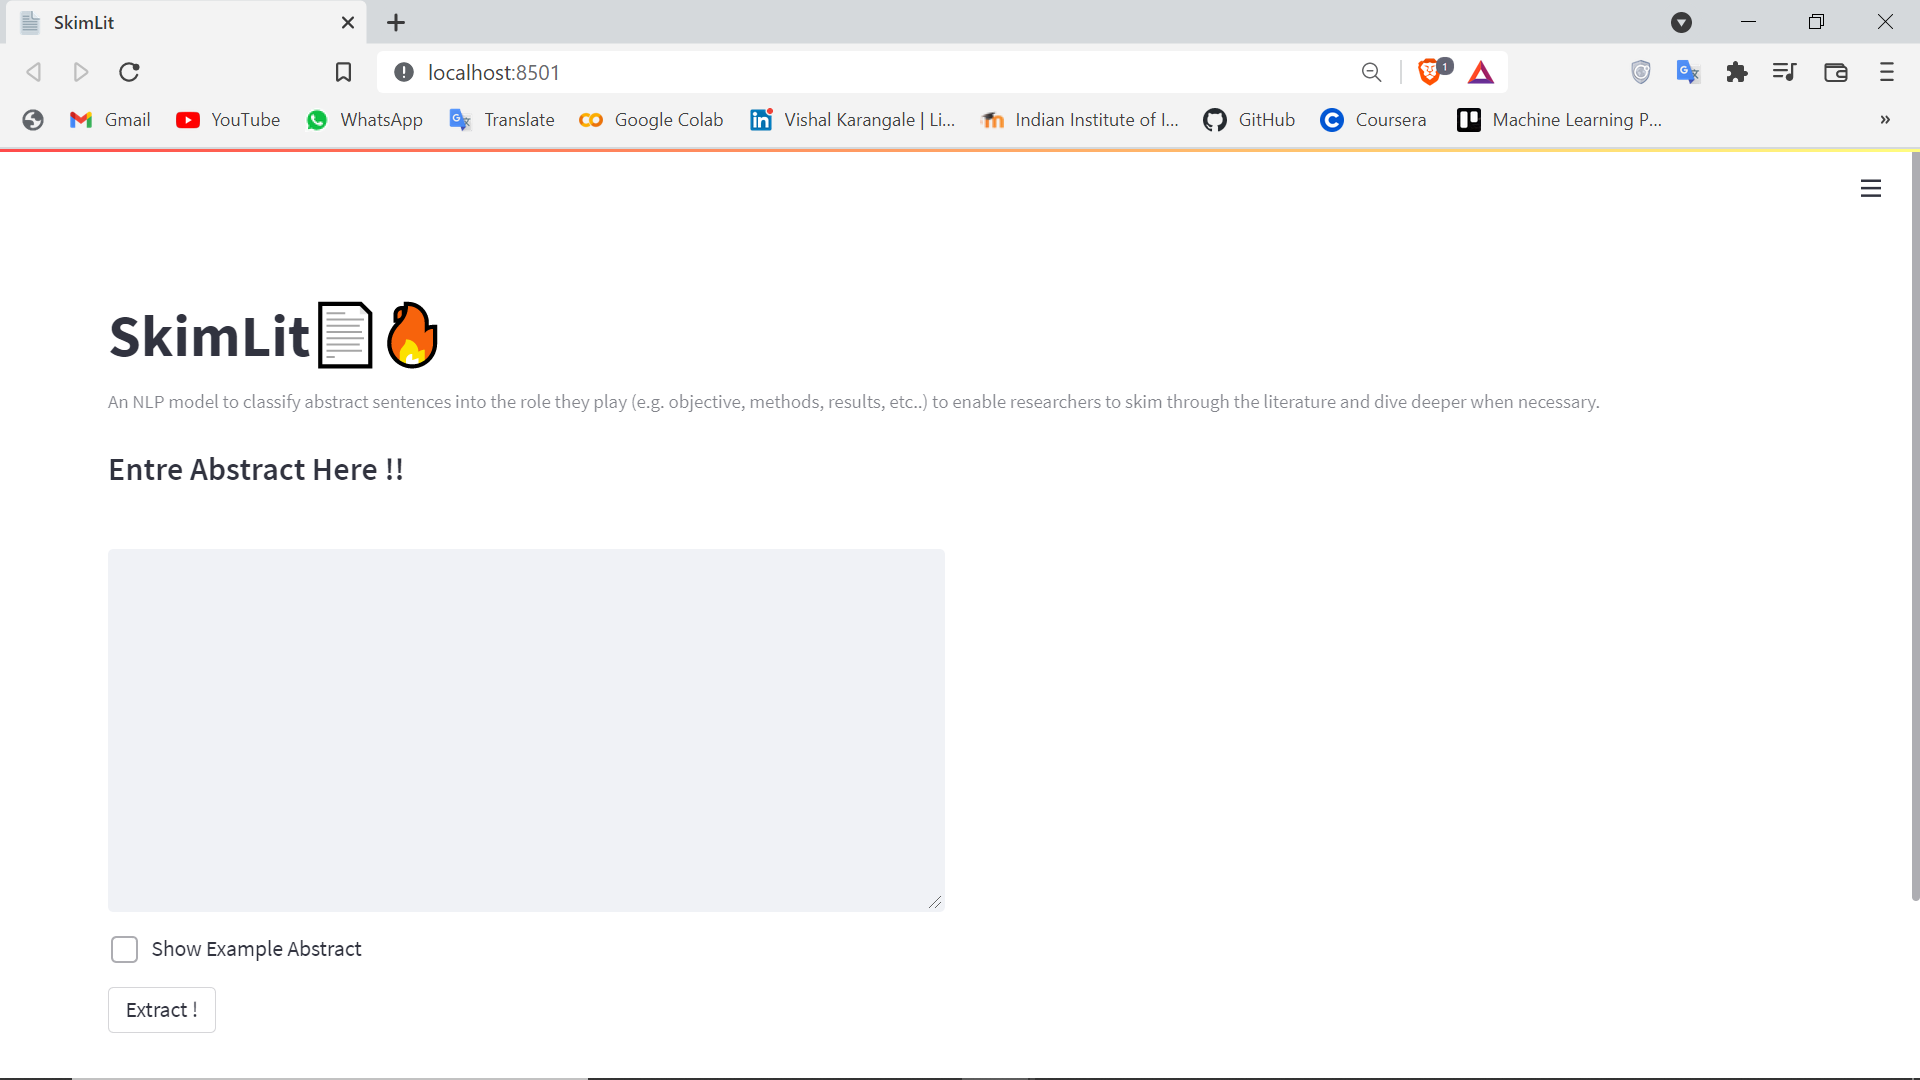 SkimLit
localhost:8501
1
Gmail YouTube WhatsApp Translate Google Colab Vishal Karangale | Li... Indian Institute of I... GitHub Coursera Machine Learning P... »
SkimLit
An NLP model to classify abstract sentences into the role they play (e.g. objective, methods, results, etc..) to enable researchers to skim through the literature and dive deeper when necessary.
Entre Abstract Here !!
Show Example Abstract
Extract !